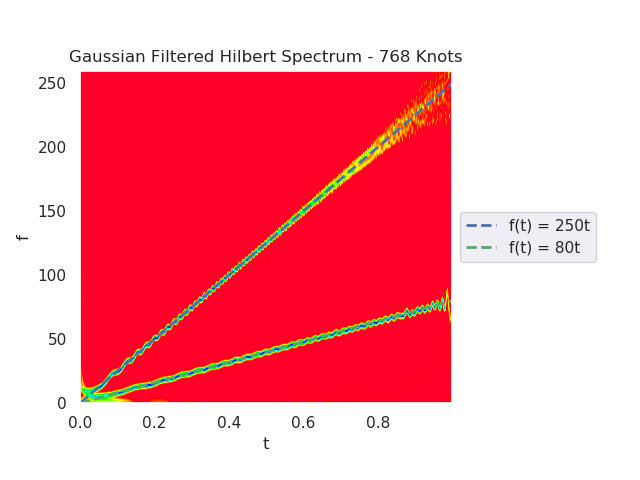 Gaussian Filtered Hilbert Spectrum - 768 Knots
250
200
150
100
50
0
f
0.0 0.2 0.4 0.6 0.8
t
f(t) = 250t
f(t) = 80t